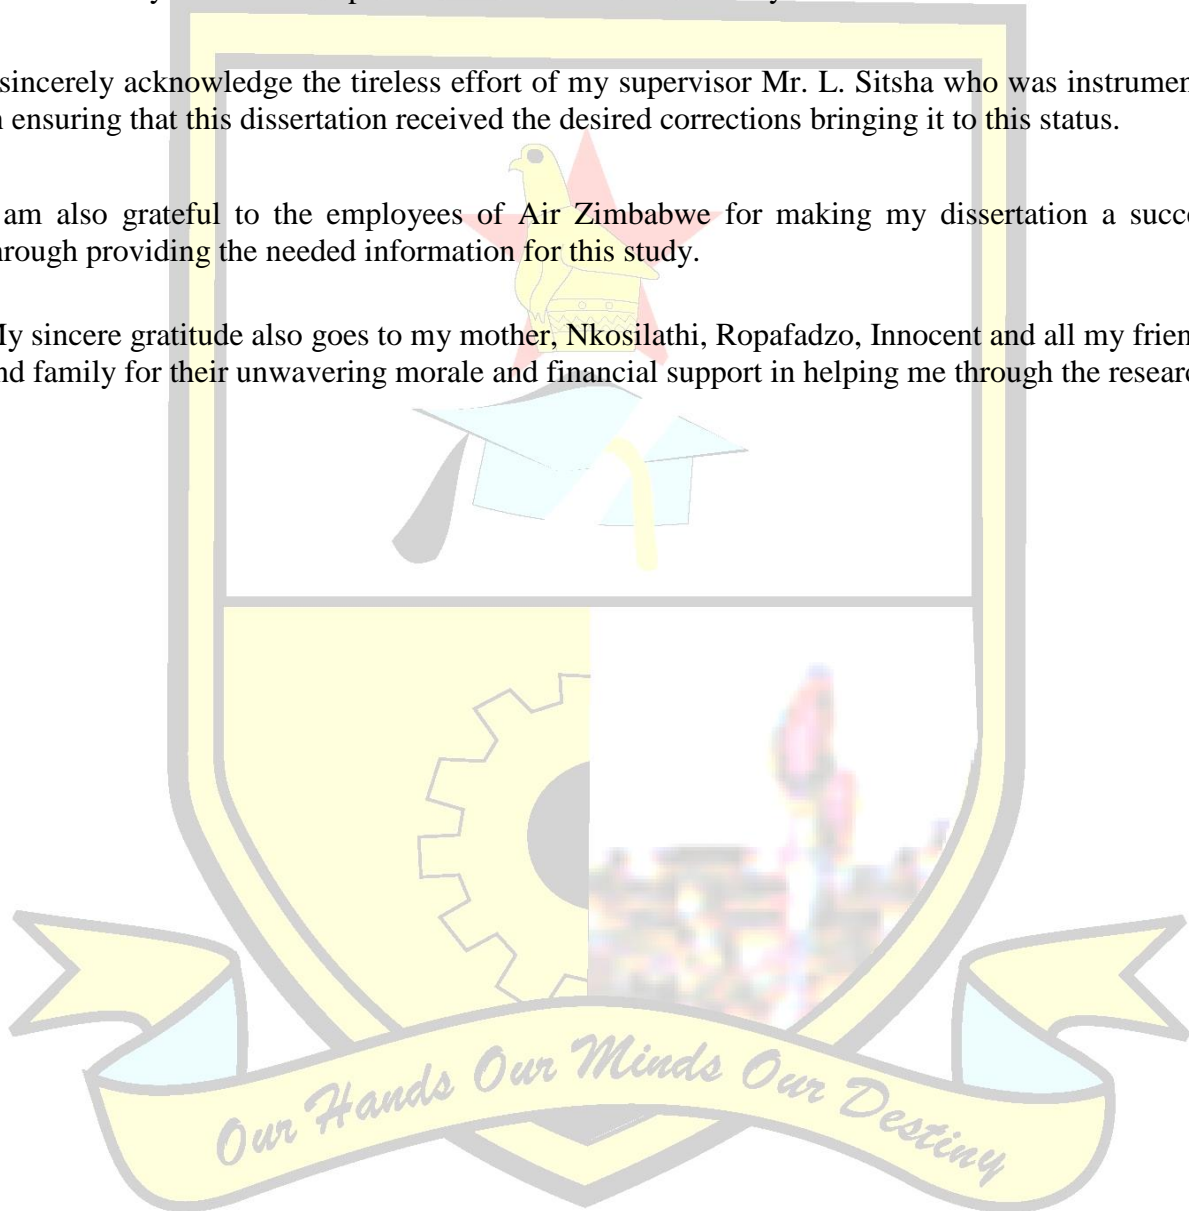 sincerely acknowledge the tireless effort of my supervisor Mr. L. Sitsha who was instrumen
ensuring that this dissertation received the desired corrections bringing it to this status.
am also grateful to the employees of Air Zimbabwe for making my dissertation a succe
hrough providing the needed information for this study.
My sincere gratitude also goes to my mother, Nkosilathi, Ropafadzo, Innocent and all my frien
nd family for their unwavering morale and financial support in helping me through the researc
Our Hands Our Minds Our Destiny